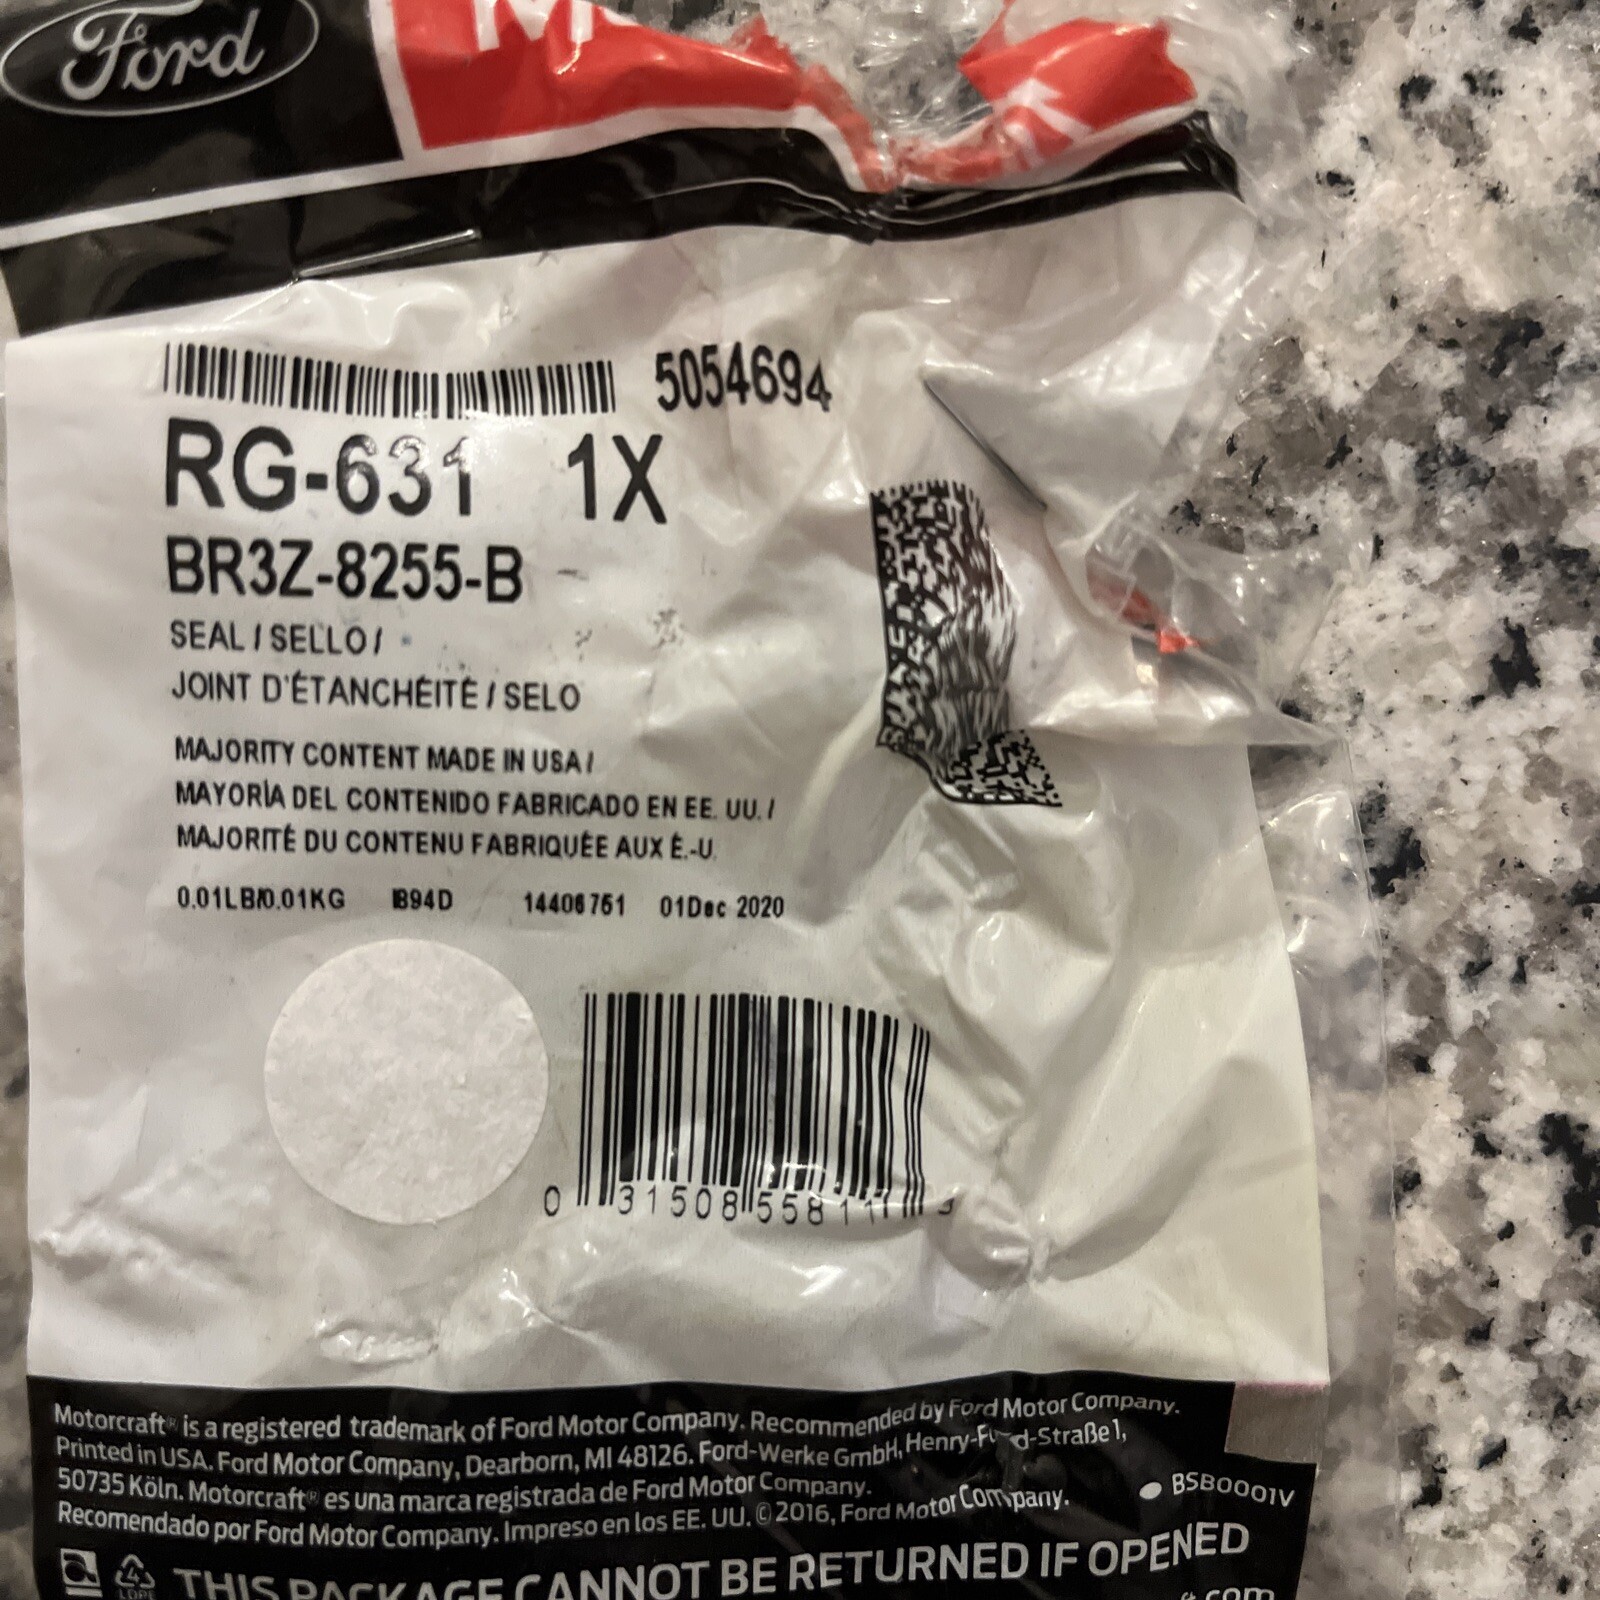 Ford
5054694
RG-631 1X
BR3Z-8255-B
SEAL / SELLO /
JOINT D'ÉTANCHÉITÉ / SELO
MAJORITY CONTENT MADE IN USA /
MAYORÍA DEL CONTENIDO FABRICADO EN EE. UU. /
MAJORITÉ DU CONTENU FABRIQUÉE AUX É.-U.
0.01LB/0.01KG B94D 14406751 01Dec 2020
0 31508 55811
Motorcraft® is a registered trademark of Ford Motor Company. Recommended by Ford Motor Company.
Printed in USA. Ford Motor Company, Dearborn, MI 48126. Ford-Werke GmbH, Henry-Ford-Straße 1,
50735 Köln. Motorcraft® es una marca registrada de Ford Motor Company.
Recomendado por Ford Motor Company. Impreso en los EE. UU. © 2016, Ford Motor Company.
BSB0001V
4
LDPE
THIS PACKAGE CANNOT BE RETURNED IF OPENED